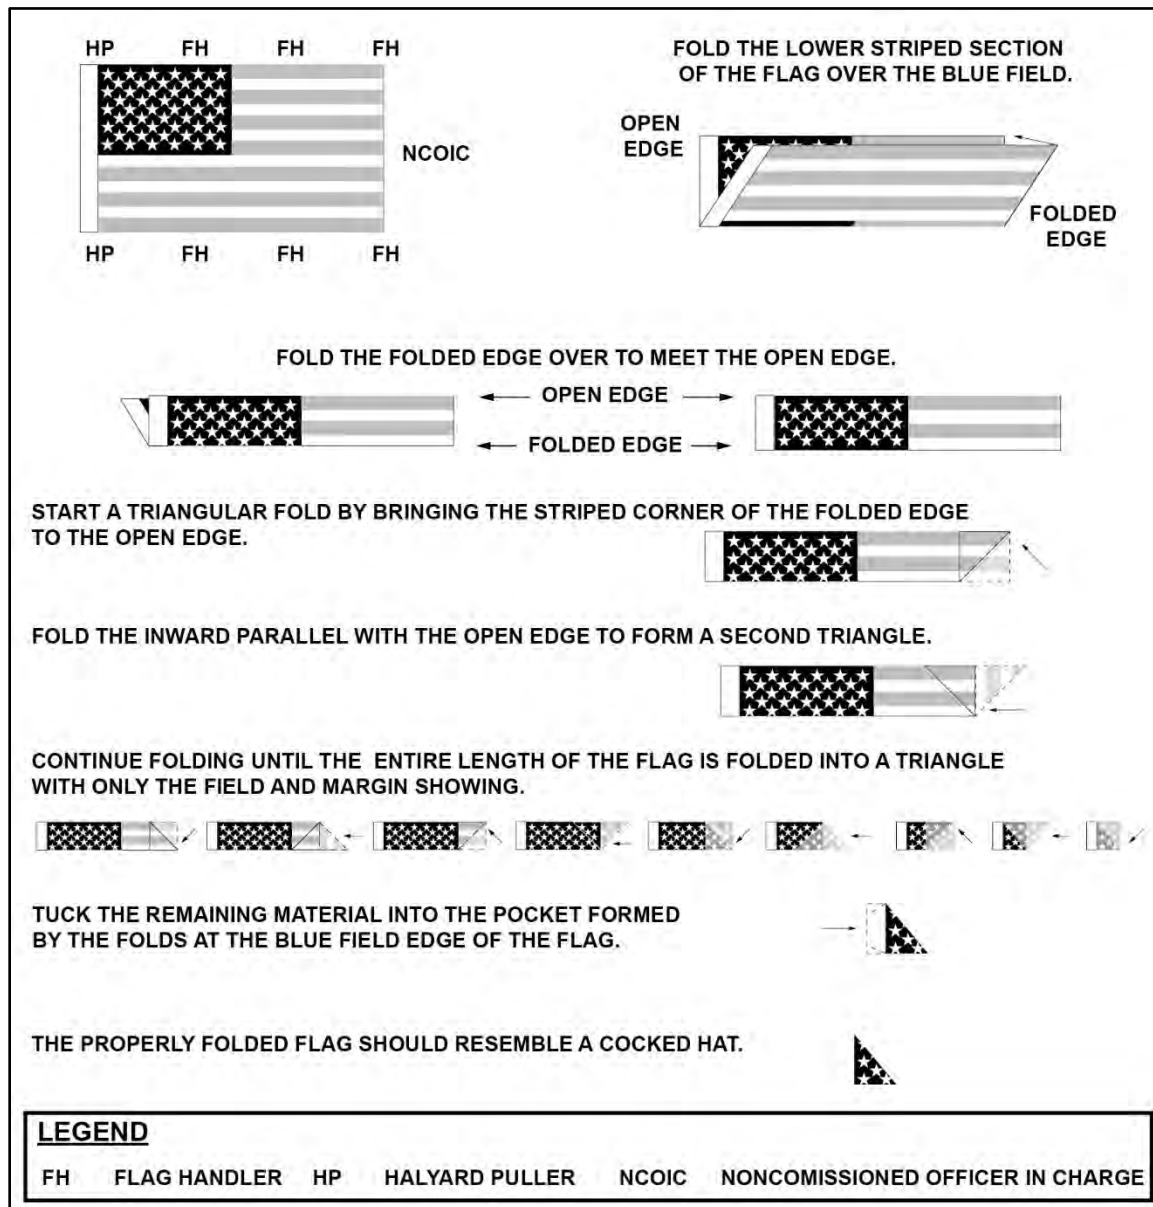 HP FH FH FH
NCOIC
HP FH FH FH
FOLD THE LOWER STRIPED SECTION
OF THE FLAG OVER THE BLUE FIELD.
OPEN
EDGE
FOLDED
EDGE
FOLD THE FOLDED EDGE OVER TO MEET THE OPEN EDGE.
OPEN EDGE
FOLDED EDGE
START A TRIANGULAR FOLD BY BRINGING THE STRIPED CORNER OF THE FOLDED EDGE
TO THE OPEN EDGE.
FOLD THE INWARD PARALLEL WITH THE OPEN EDGE TO FORM A SECOND TRIANGLE.
CONTINUE FOLDING UNTIL THE ENTIRE LENGTH OF THE FLAG IS FOLDED INTO A TRIANGLE
WITH ONLY THE FIELD AND MARGIN SHOWING.
TUCK THE REMAINING MATERIAL INTO THE POCKET FORMED
BY THE FOLDS AT THE BLUE FIELD EDGE OF THE FLAG.
THE PROPERLY FOLDED FLAG SHOULD RESEMBLE A COCKED HAT.
LEGEND
FH FLAG HANDLER HP HALYARD PULLER NCOIC NONCOMISSIONED OFFICER IN CHARGE